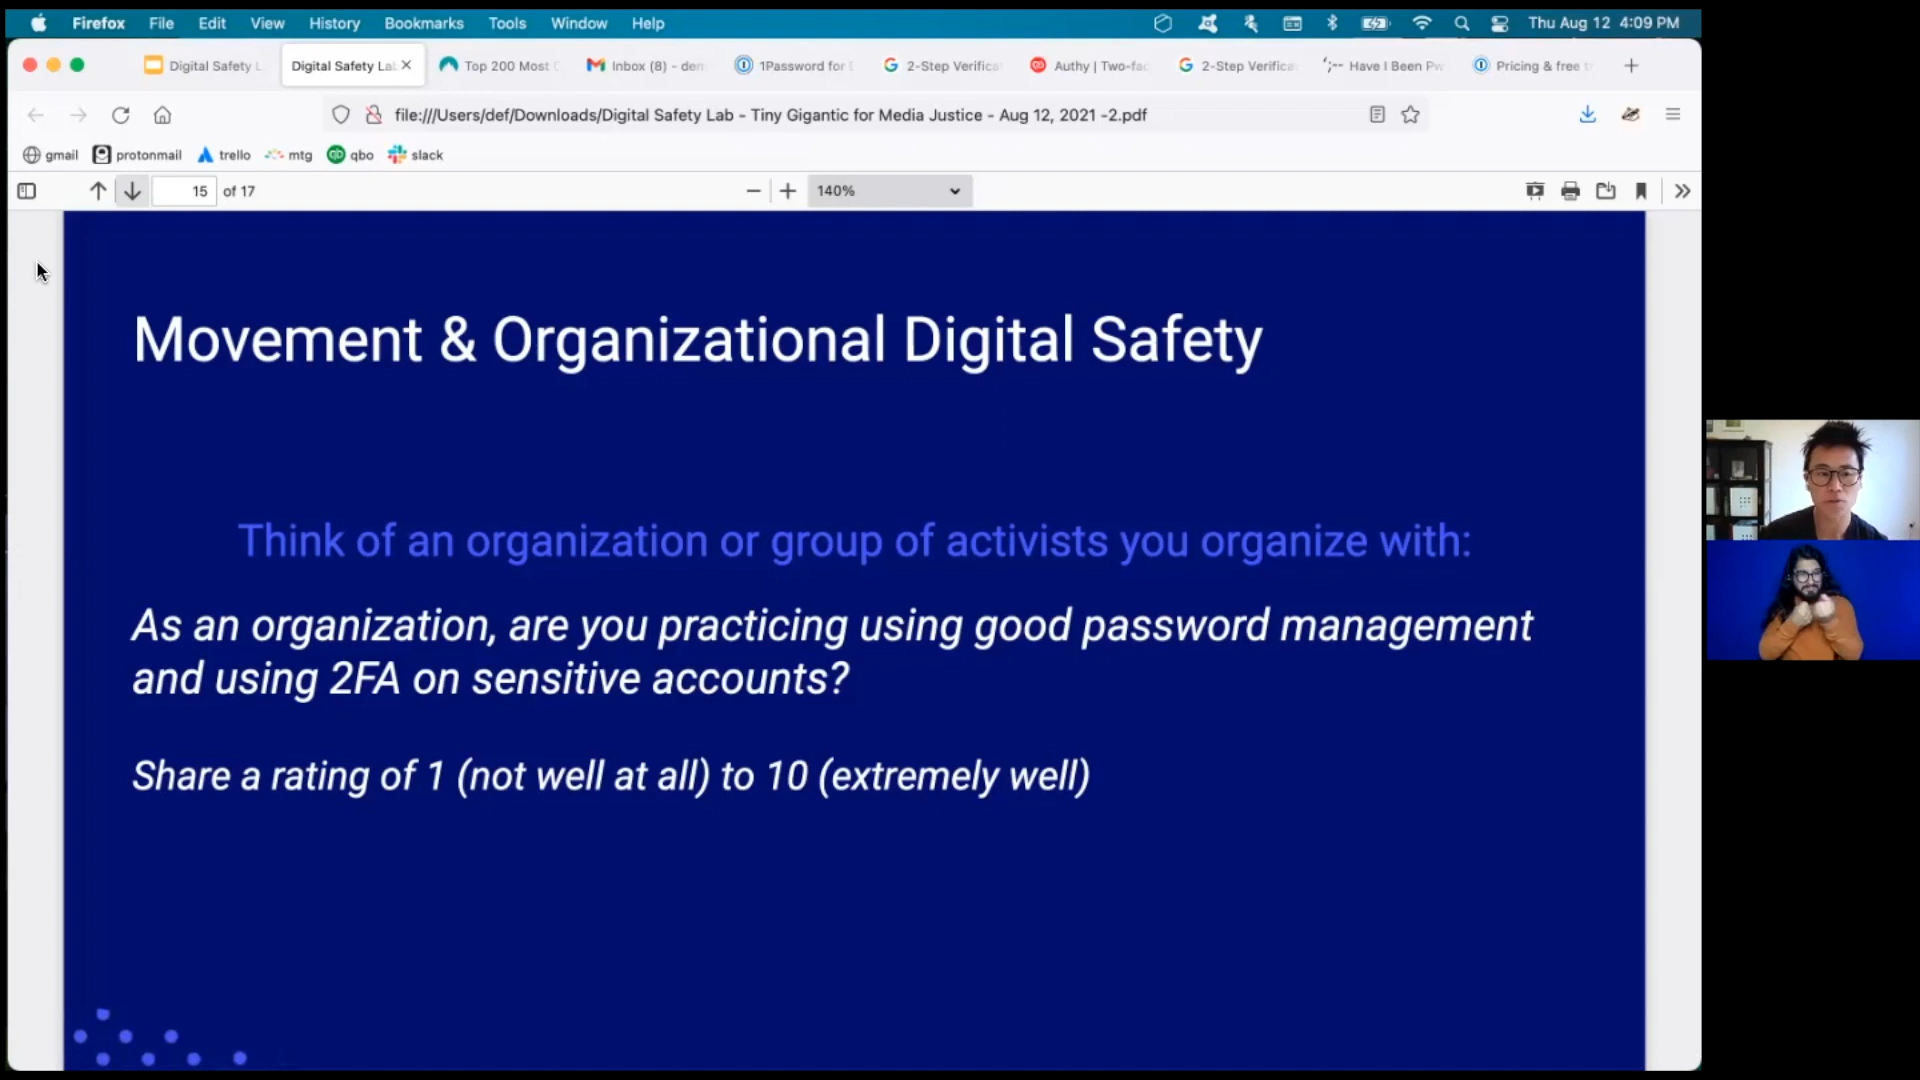 Firefox File Edit View History Bookmarks Tools Window Help Thu Aug 12 4:09 PM
Digital Safety L Digital Safety La Top 200 Most Inbox (8) - dem 1Password for 2-Step Verifica Authy | Two-fac 2-Step Verifica Have I Been Pw Pricing & free t
file:///Users/def/Downloads/Digital Safety Lab - Tiny Gigantic for Media Justice - Aug 12, 2021 -2.pdf
gmail protonmail trello mtg qbo slack
15 of 17 140%
Movement & Organizational Digital Safety
Think of an organization or group of activists you organize with:
As an organization, are you practicing using good password management
and using 2FA on sensitive accounts?
Share a rating of 1 (not well at all) to 10 (extremely well)